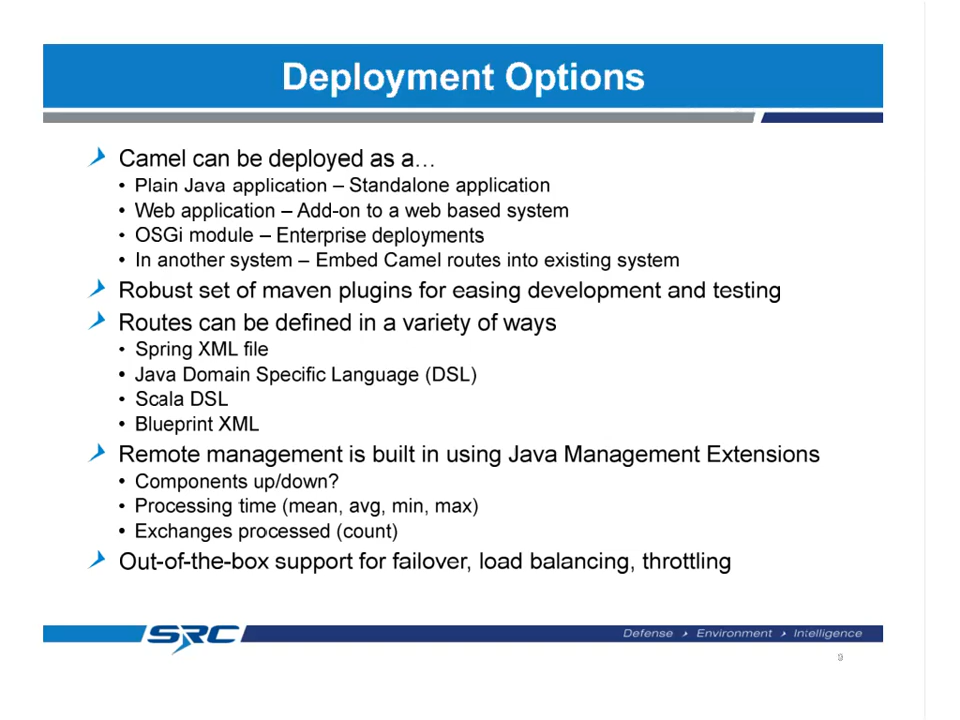 Deployment Options
Camel can be deployed as a…
• Plain Java application – Standalone application
• Web application – Add-on to a web based system
• OSGi module – Enterprise deployments
• In another system – Embed Camel routes into existing system
Robust set of maven plugins for easing development and testing
Routes can be defined in a variety of ways
• Spring XML file
• Java Domain Specific Language (DSL)
• Scala DSL
• Blueprint XML
Remote management is built in using Java Management Extensions
• Components up/down?
• Processing time (mean, avg, min, max)
• Exchanges processed (count)
Out-of-the-box support for failover, load balancing, throttling
SRC
Defense Environment Intelligence
9